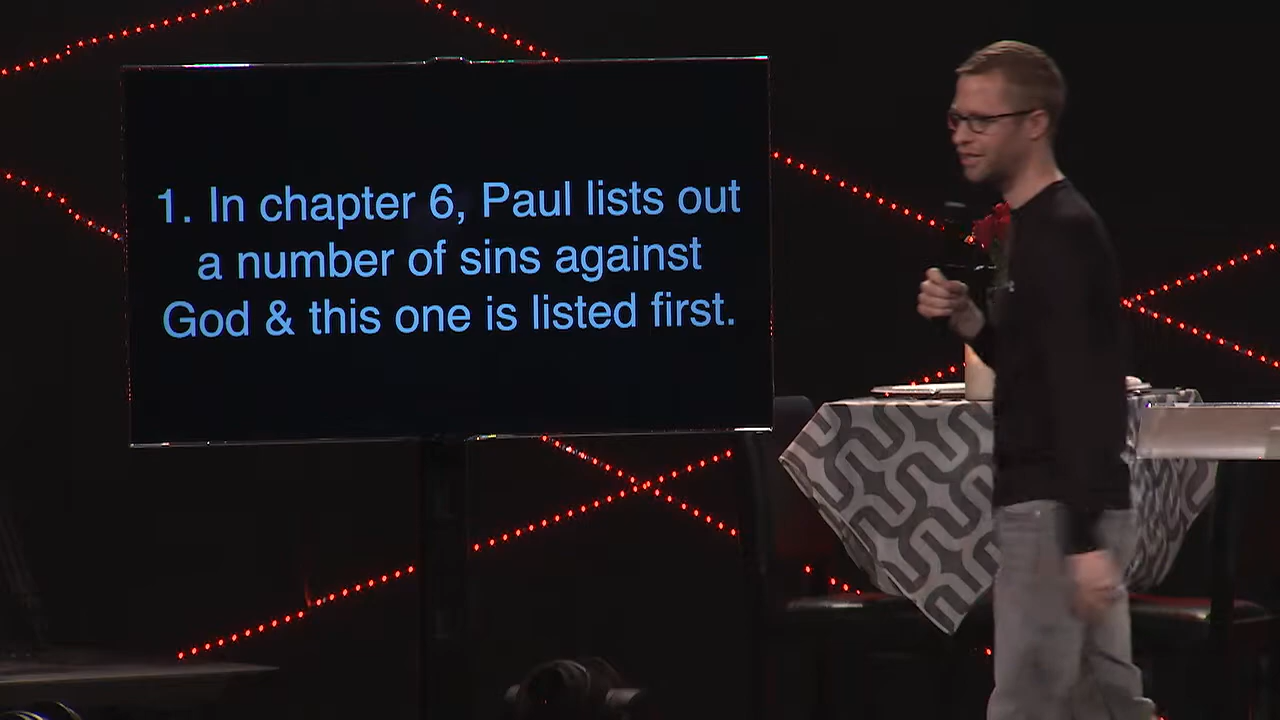 1. In chapter 6, Paul lists out
a number of sins against
God & this one is listed first.